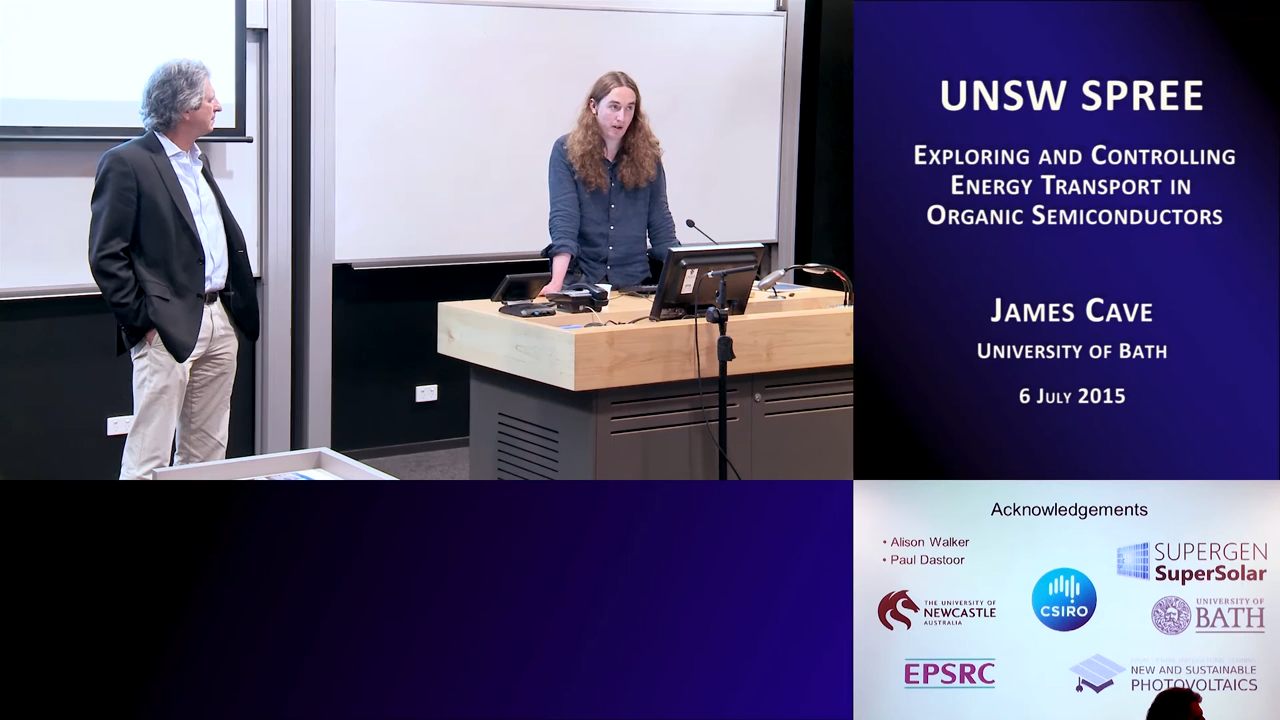 UNSW SPREE
EXPLORING AND CONTROLLING
ENERGY TRANSPORT IN
ORGANIC SEMICONDUCTORS
JAMES CAVE
UNIVERSITY OF BATH
6 JULY 2015
Acknowledgements
• Alison Walker
• Paul Dastoor
SUPERGEN
SuperSolar
THE UNIVERSITY OF
NEWCASTLE
AUSTRALIA
CSIRO
UNIVERSITY OF
BATH
EPSRC
NEW AND SUSTAINABLE
PHOTOVOLTAICS